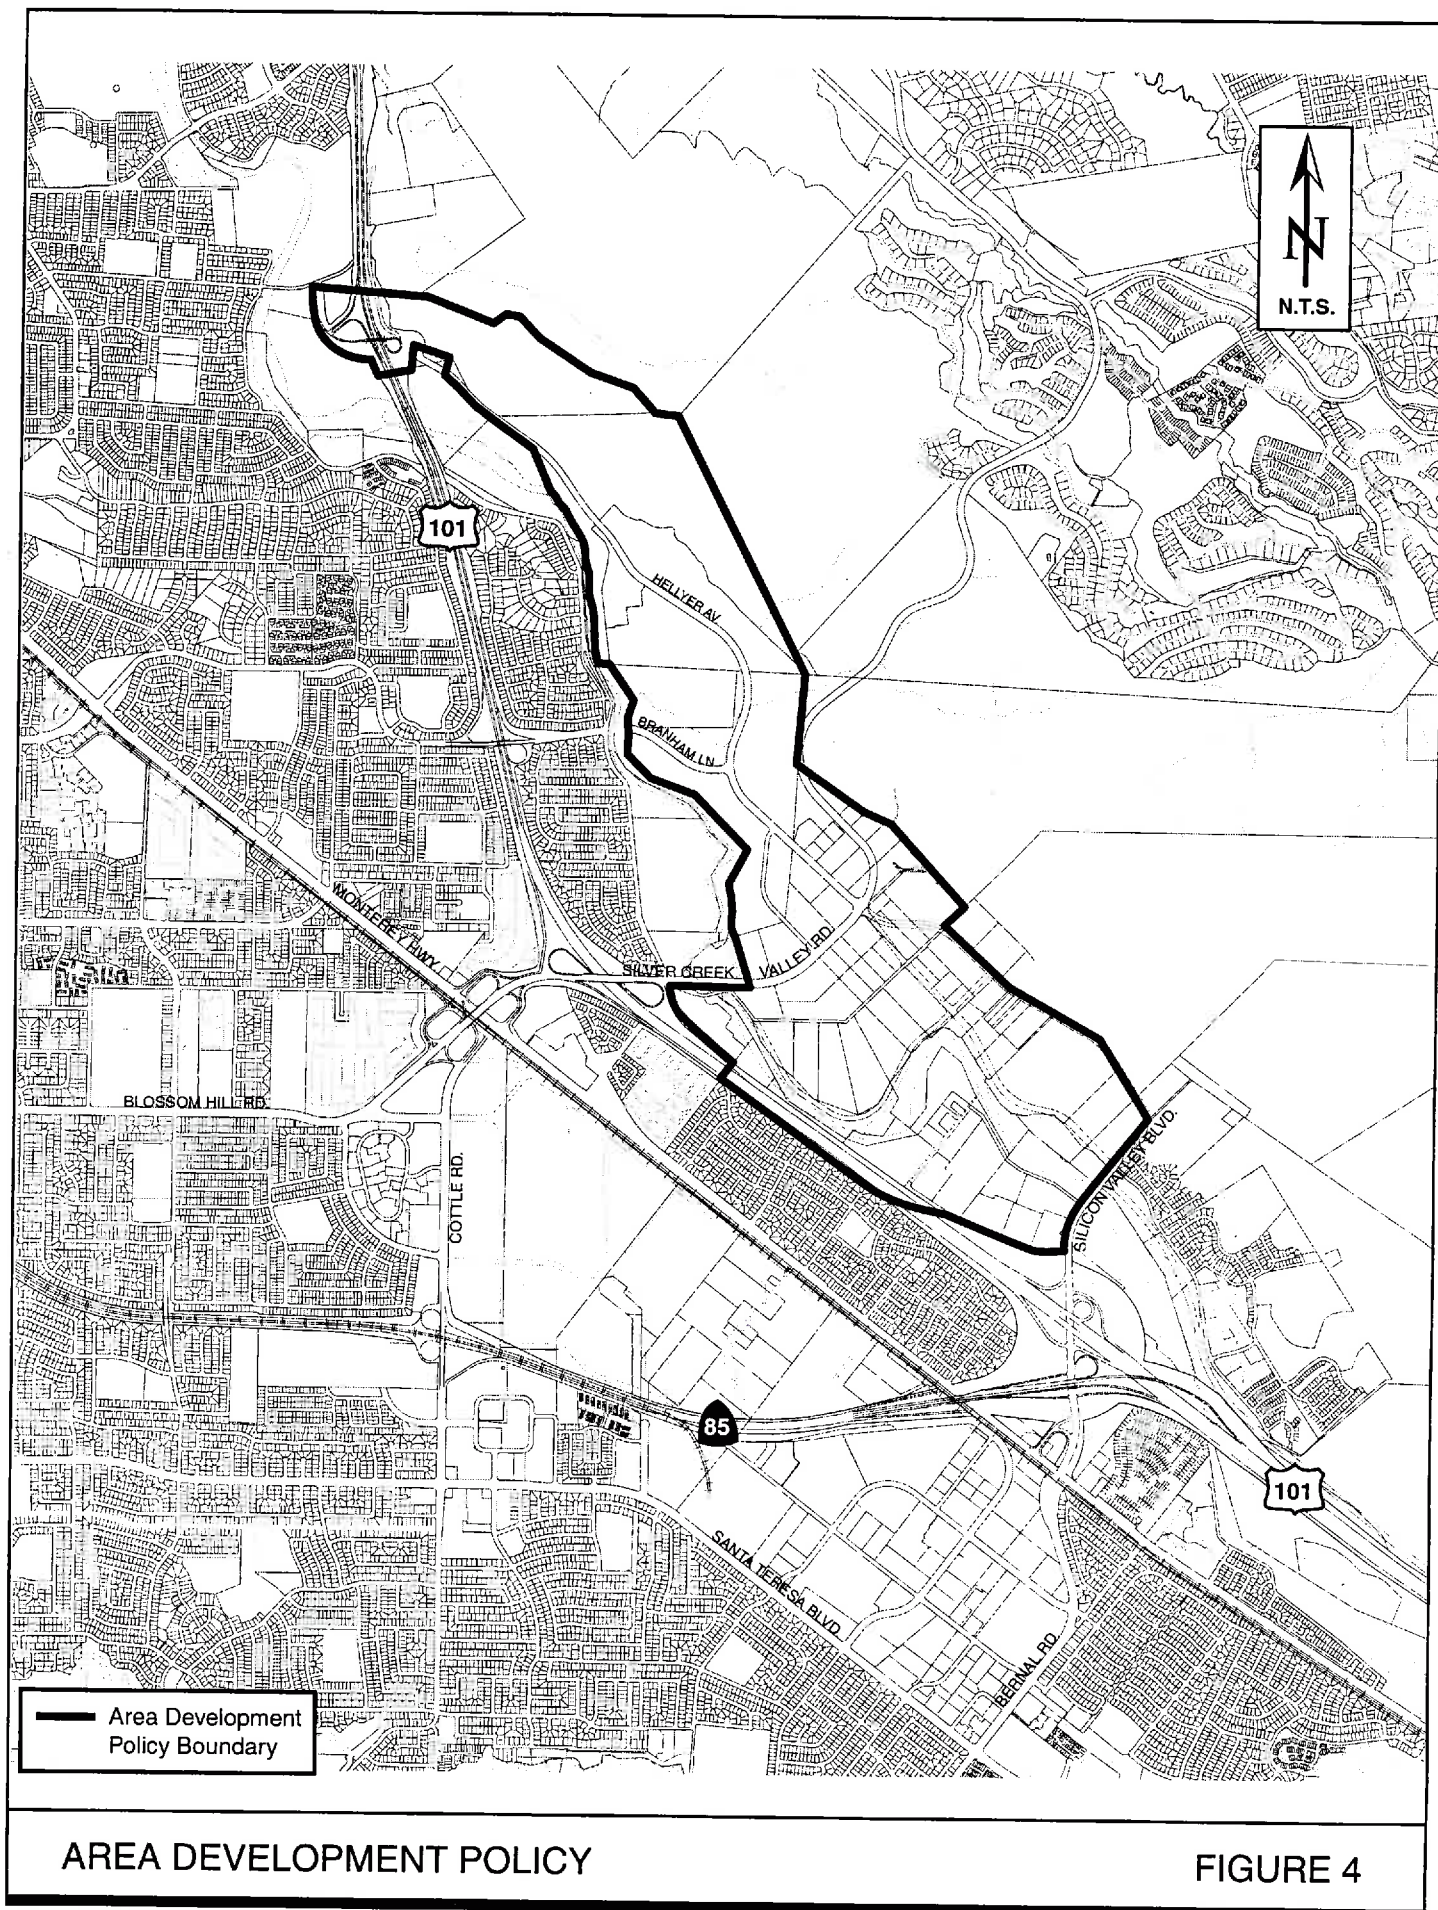 N
N.T.S.
101
HELLYER AV.
BRANHAM LN
MONTEREY HWY
SILVER CREEK VALLEY RD.
BLOSSOM HILL RD.
COTTLE RD.
SILICON VALLEY BLVD.
85
101
SANTA TERESA BLVD.
BERNAL RD.
Area Development
Policy Boundary
AREA DEVELOPMENT POLICY
FIGURE 4